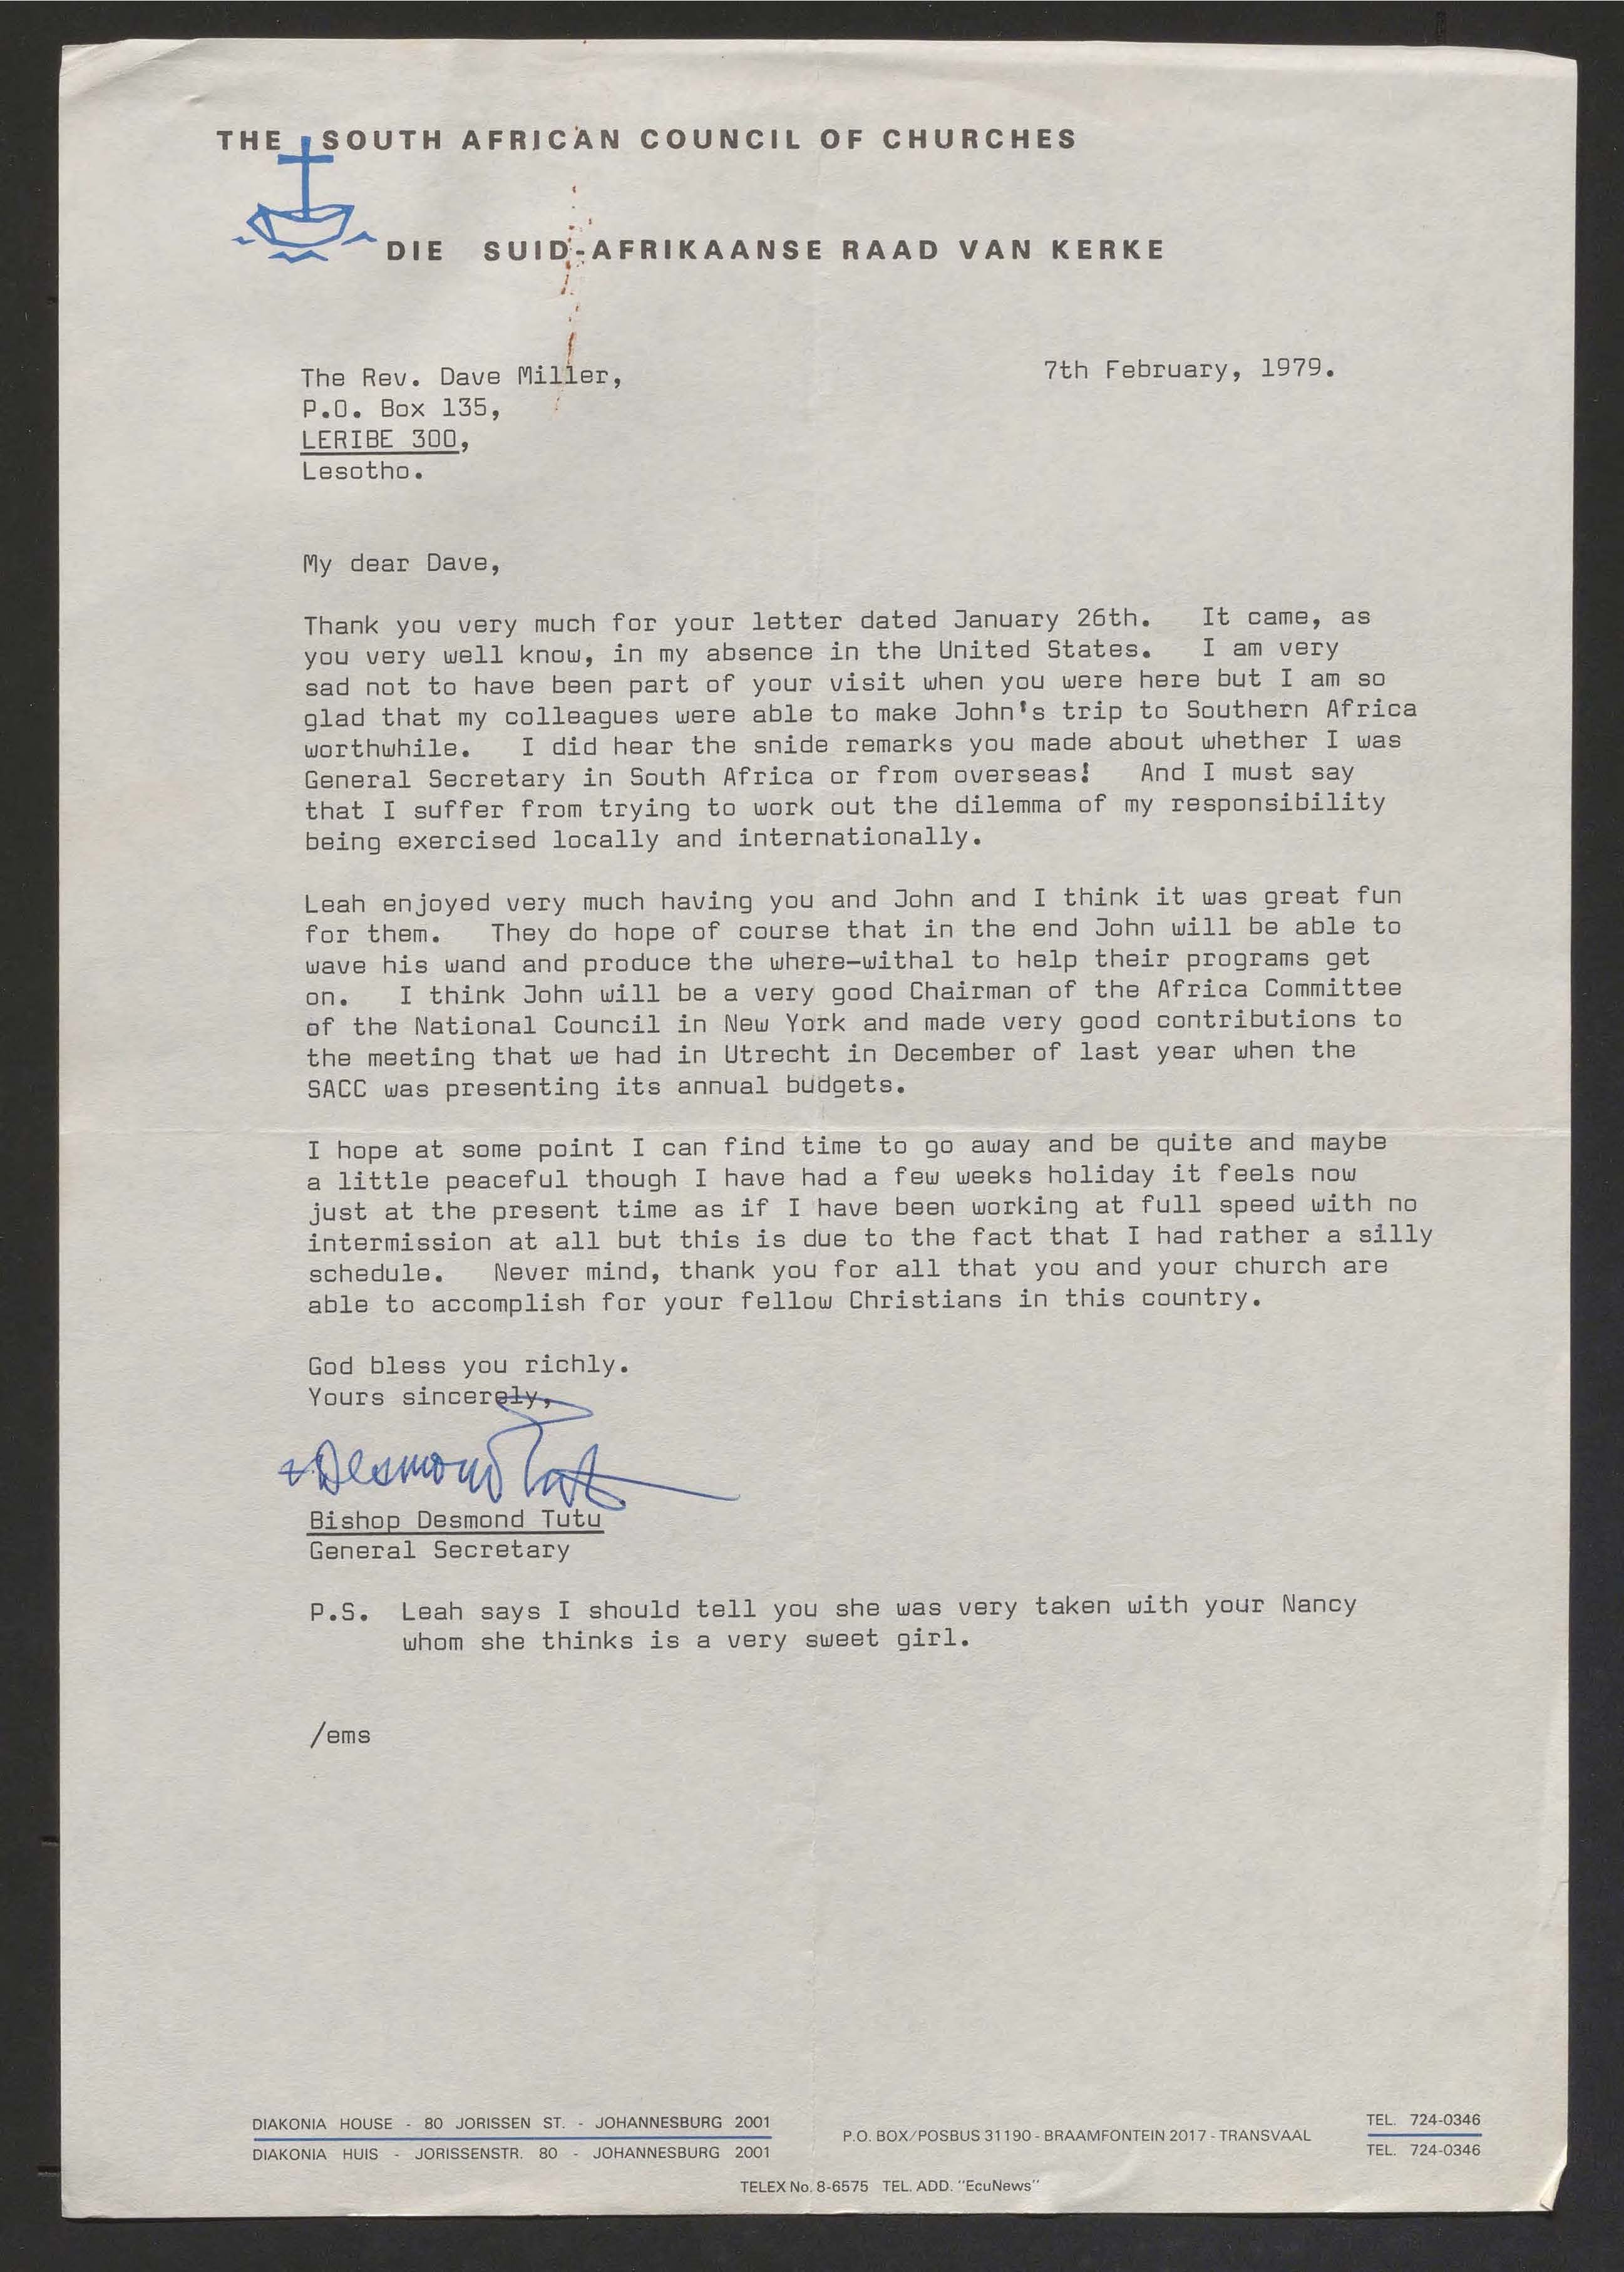 THE SOUTH AFRICAN COUNCIL OF CHURCHES
DIE SUID-AFRIKAANSE RAAD VAN KERKE
The Rev. Dave Miller,
7th February, 1979.
P.O. Box 135,
LERIBE 300,
Lesotho.
My dear Dave,
Thank you very much for your letter dated January 26th. It came, as
you very well know, in my absence in the United States. I am very
sad not to have been part of your visit when you were here but I am so
glad that my colleagues were able to make John's trip to Southern Africa
worthwhile. I did hear the snide remarks you made about whether I was
General Secretary in South Africa or from overseas! And I must say
that I suffer from trying to work out the dilemma of my responsibility
being exercised locally and internationally.
Leah enjoyed very much having you and John and I think it was great fun
for them. They do hope of course that in the end John will be able to
wave his wand and produce the where-withal to help their programs get
on. I think John will be a very good Chairman of the Africa Committee
of the National Council in New York and made very good contributions to
the meeting that we had in Utrecht in December of last year when the
SACC was presenting its annual budgets.
I hope at some point I can find time to go away and be quite and maybe
a little peaceful though I have had a few weeks holiday it feels now
just at the present time as if I have been working at full speed with no
intermission at all but this is due to the fact that I had rather a silly
schedule. Never mind, thank you for all that you and your church are
able to accomplish for your fellow Christians in this country.
God bless you richly.
Yours sincerely,
+Desmond Tutu
Bishop Desmond Tutu
General Secretary
P.S. Leah says I should tell you she was very taken with your Nancy
whom she thinks is a very sweet girl.
/ems
DIAKONIA HOUSE - 80 JORISSEN ST. - JOHANNESBURG 2001
DIAKONIA HUIS - JORISSENSTR. 80 - JOHANNESBURG 2001
P.O. BOX/POSBUS 31190 - BRAAMFONTEIN 2017 - TRANSVAAL
TEL. 724-0346
TEL. 724-0346
TELEX No. 8-6575 TEL. ADD. "EcuNews"